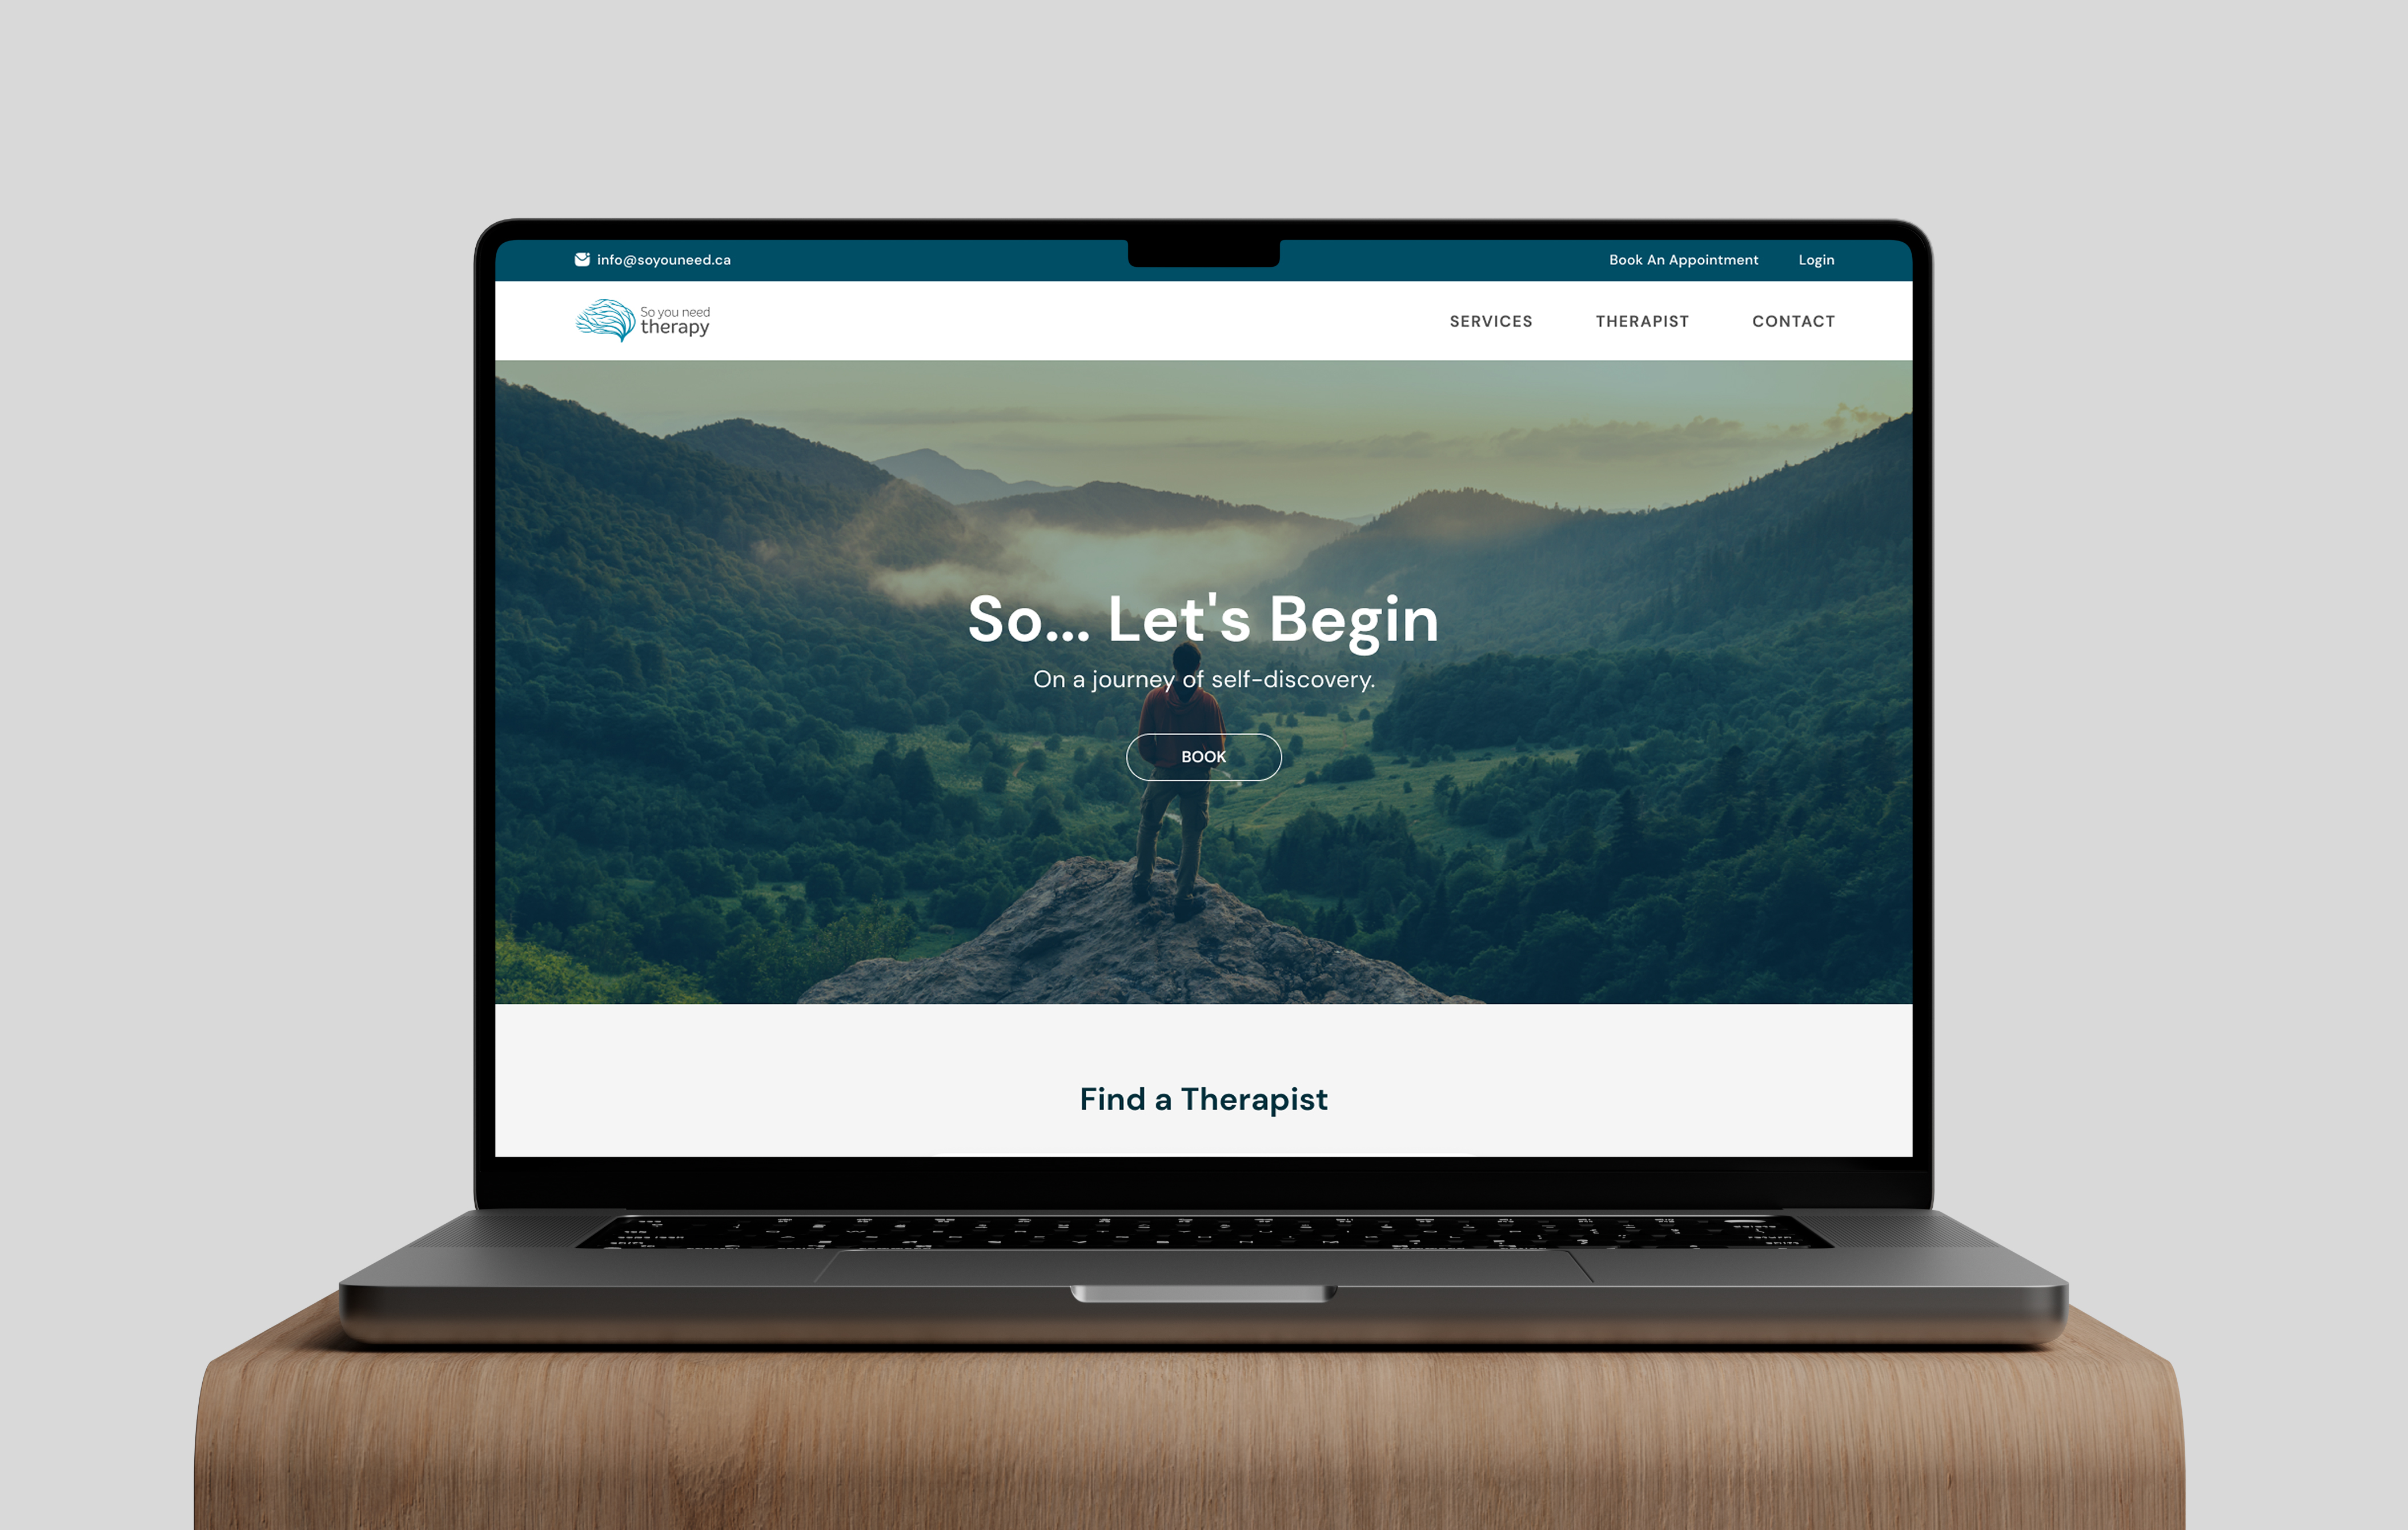 info@soyouneed.ca
Book An Appointment
Login
So you need
therapy
SERVICES
THERAPIST
CONTACT
So... Let's Begin
On a journey of self-discovery.
BOOK
Find a Therapist